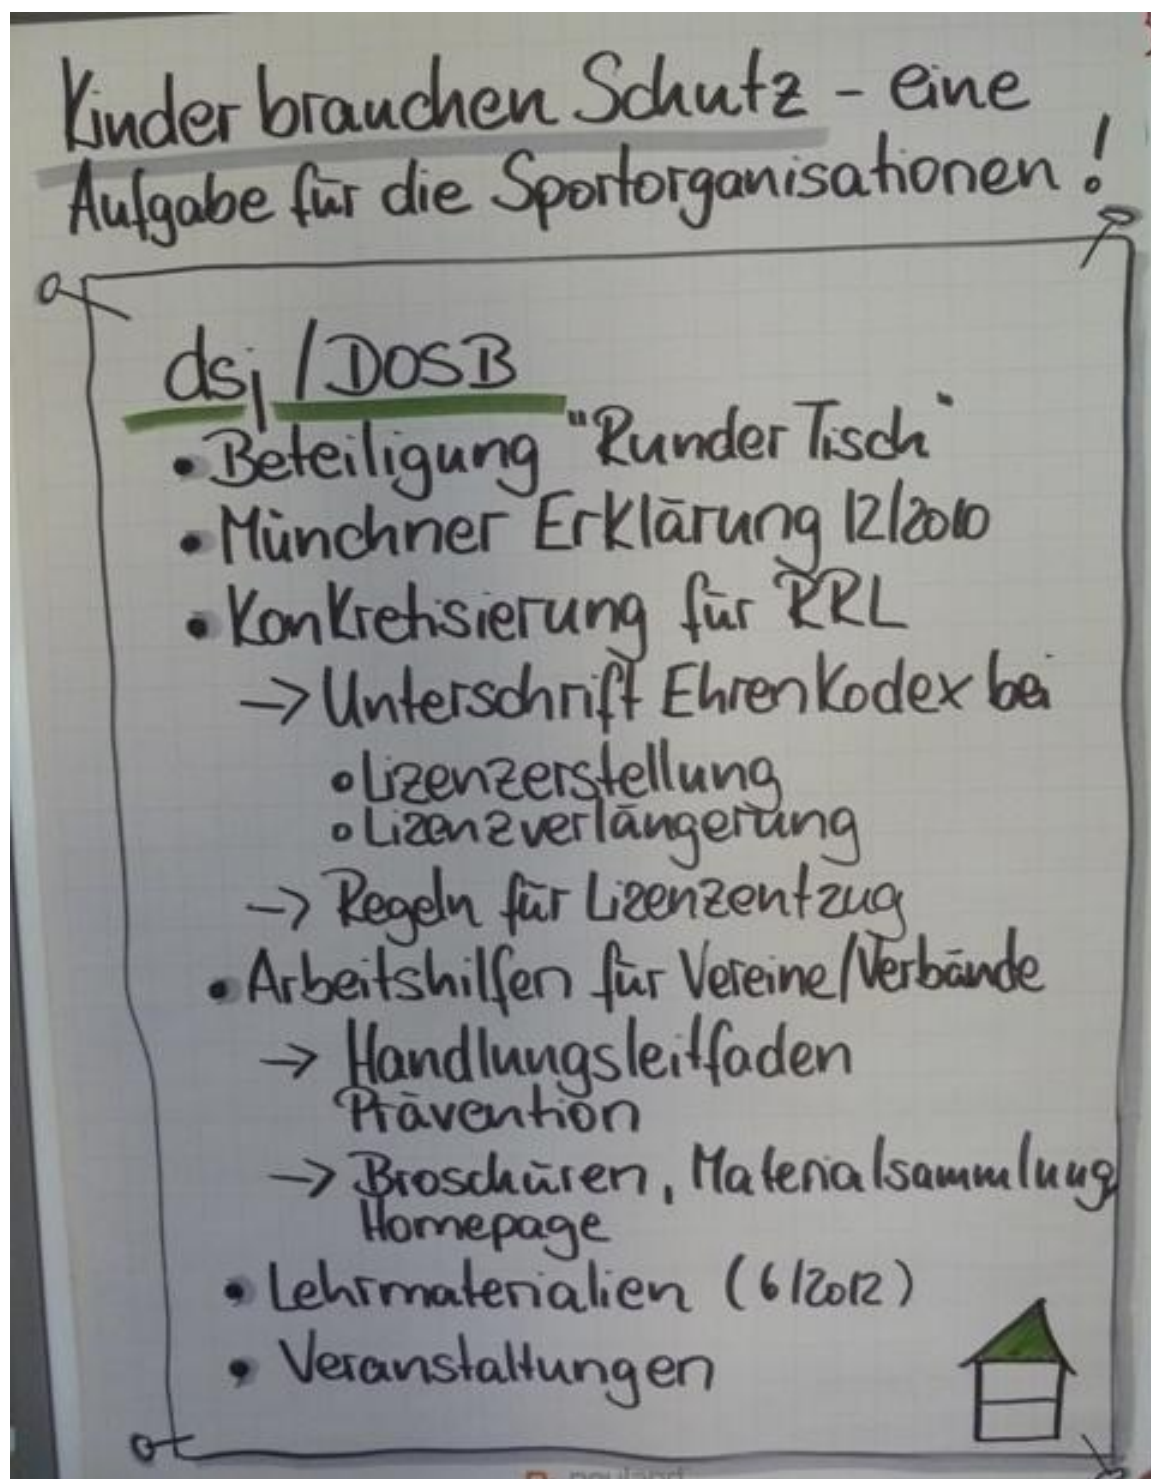 Kinder brauchen Schutz - eine
Aufgabe für die Sportorganisationen!
dsj / DOSB
• Beteiligung "Runder Tisch"
• Münchner Erklärung 12/2010
• Konkretisierung für RRL
-> Unterschrift Ehrenkodex bei
• Lizenzerstellung
• Lizenzverlängerung
-> Regeln für Lizenzentzug
• Arbeitshilfen für Vereine/Verbände
-> Handlungsleitfaden
Prävention
-> Broschüren, Materialsammlung
Homepage
• Lehrmaterialien (6/2012)
• Veranstaltungen